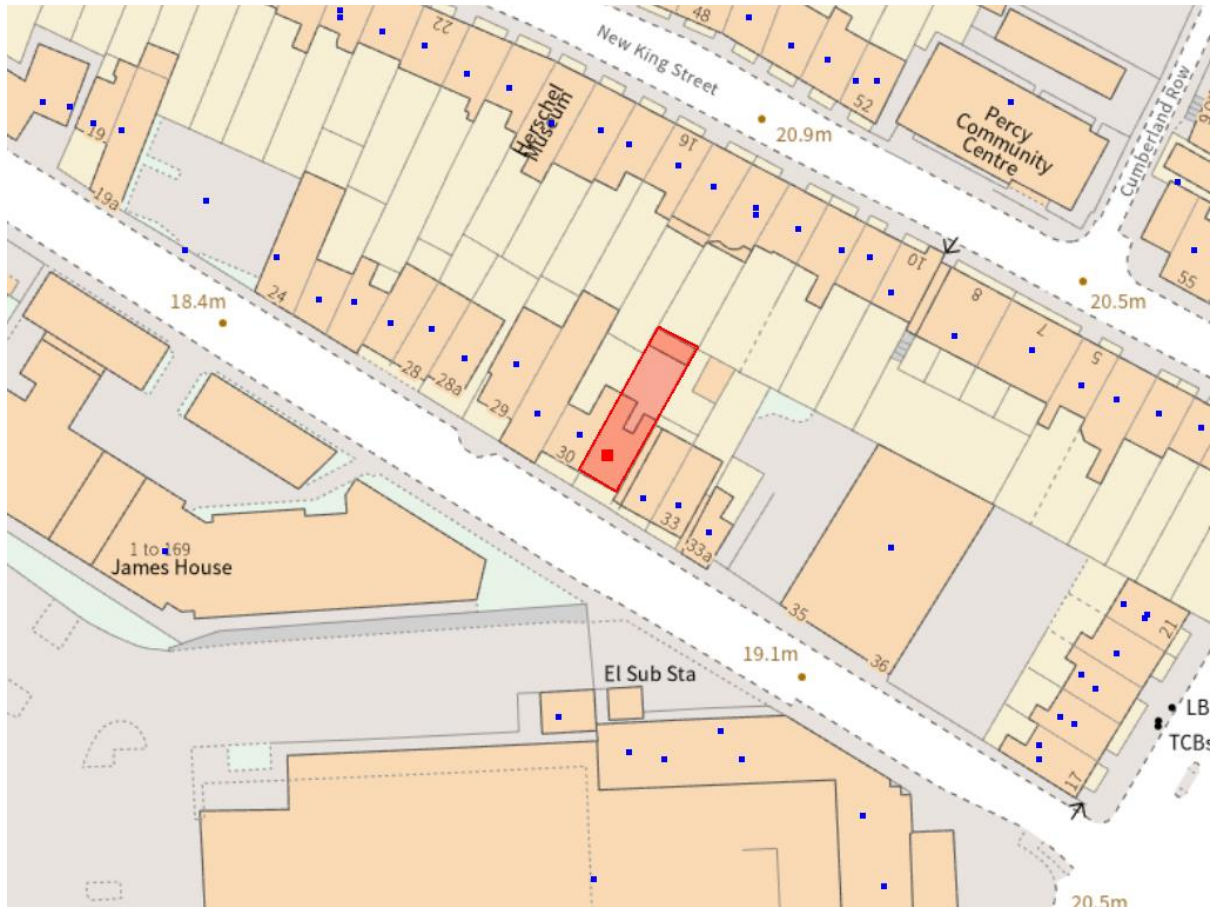 48
22
New King Street
52
20.9m
Percy
Community
Centre
Cumberland Row
Herschel
Museum
16
19
19a
10
8
7
5
20.5m
55
24
18.4m
28
28a
29
30
33
33a
1 to 169
James House
35
36
19.1m
El Sub Sta
21
17
LB
TCBs
20.5m